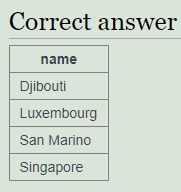 Correct answer
name
Djibouti
Luxembourg
San Marino
Singapore